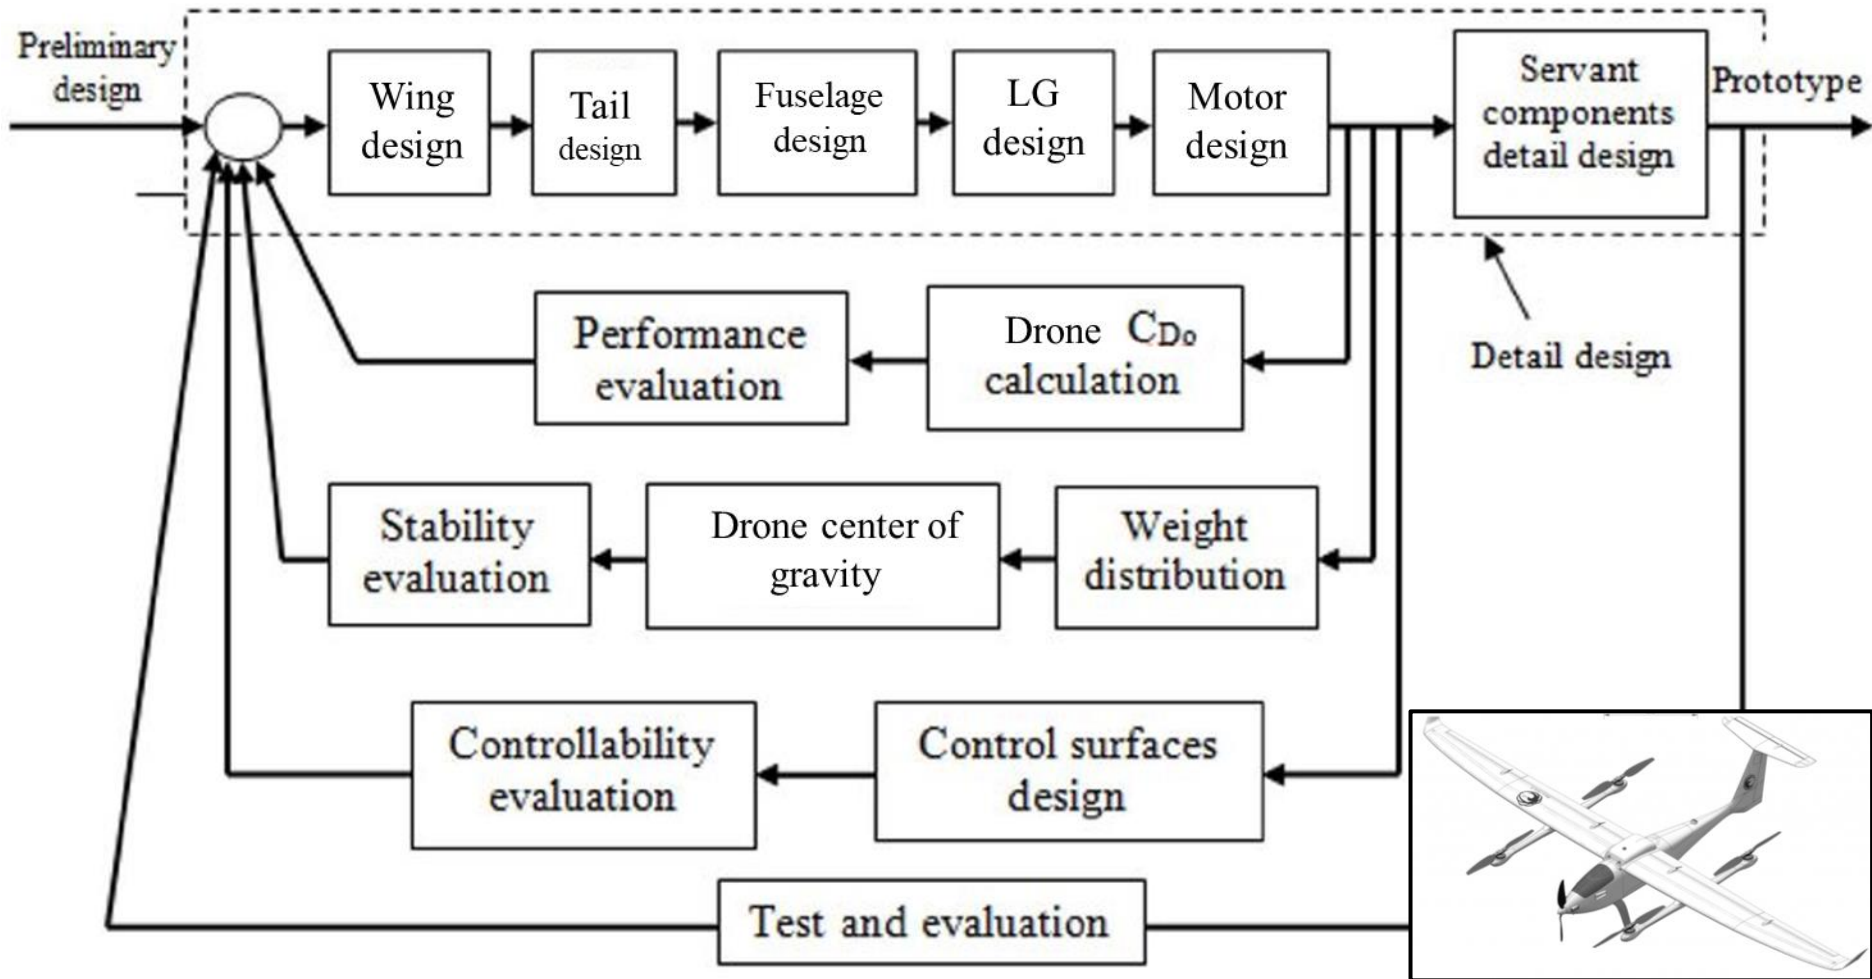 Preliminary
design
Wing
design
Tail
design
Fuselage
design
LG
design
Motor
design
Servant
components
detail design
Prototype
Performance
evaluation
Drone C_{Do}
calculation
Detail design
Stability
evaluation
Drone center of
gravity
Weight
distribution
Controllability
evaluation
Control surfaces
design
Test and evaluation